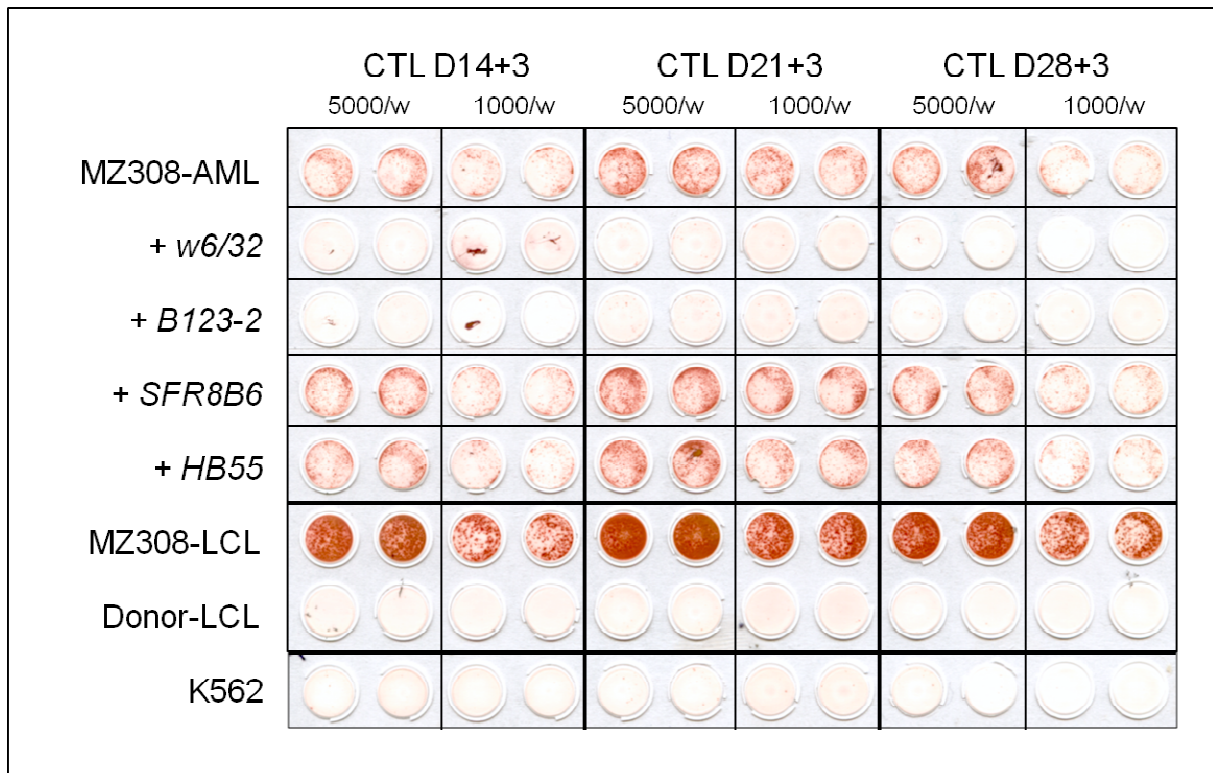 CTL D14+3 CTL D21+3 CTL D28+3
5000/w 1000/w 5000/w 1000/w 5000/w 1000/w
MZ308-AML
+ w6/32
+ B123-2
+ SFR8B6
+ HB55
MZ308-LCL
Donor-LCL
K562